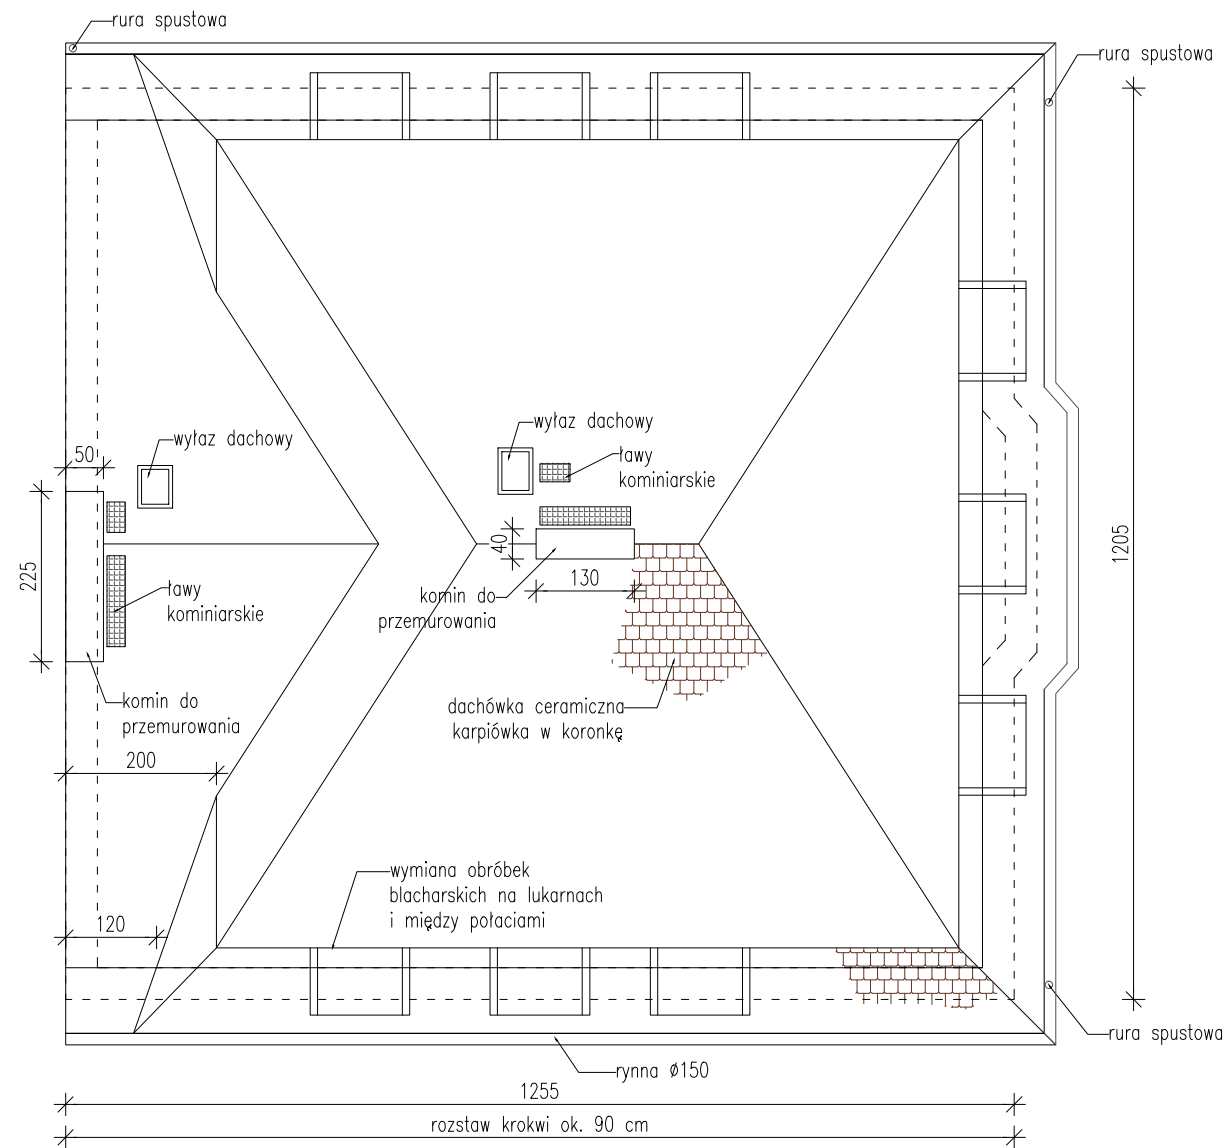 rura spustowa
rura spustowa
wyłaz dachowy
ławy
kominiarskie
wyłaz dachowy
50
225
ławy
kominiarskie
40
130
komin do
przemurowania
1205
komin do
przemurowania
dachówka ceramiczna
karpiówka w koronkę
200
wymiana obróbek
blacharskich na lukarnach
i między połaciami
120
rura spustowa
rynna Ø150
1255
rozstaw krokwi ok. 90 cm